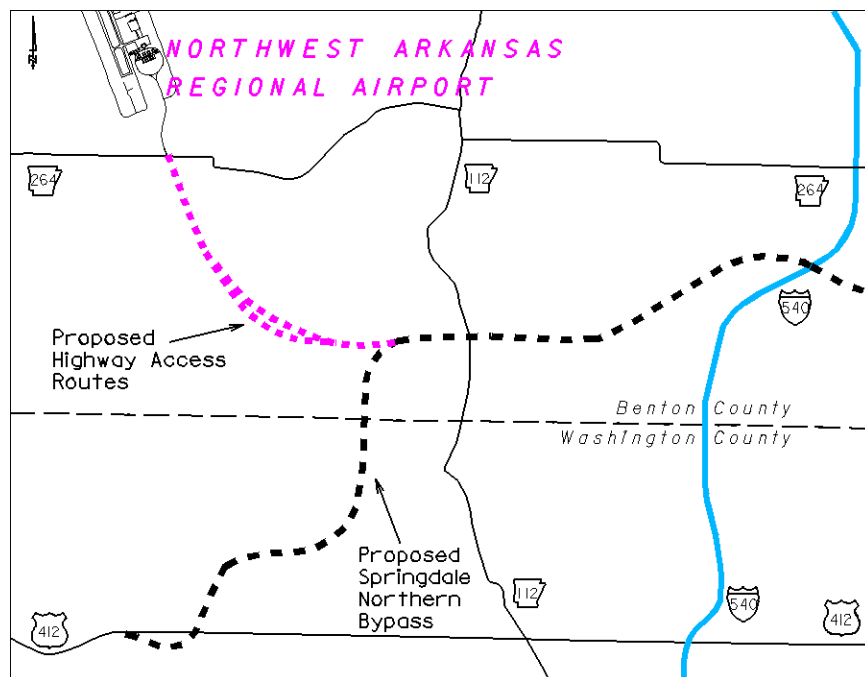 NORTHWEST ARKANSAS
REGIONAL AIRPORT
N
264
112
264
540
Proposed
Highway Access
Routes
Benton County
Washington County
Proposed
Springdale
Northern
Bypass
112
540
412
412